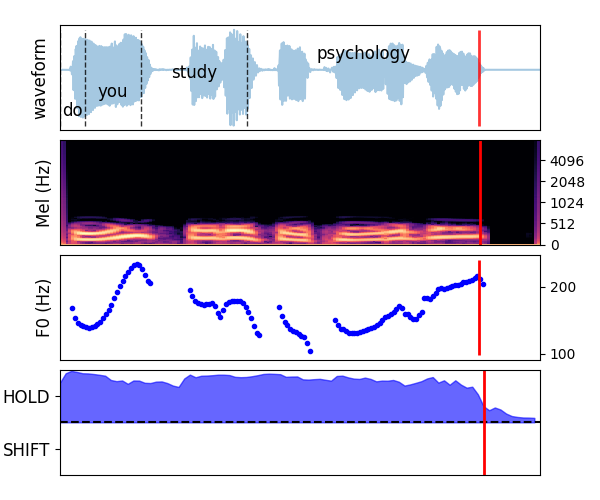 waveform
do
you
study
psychology
Mel (Hz)
4096
2048
1024
512
0
F0 (Hz)
200
100
HOLD
SHIFT